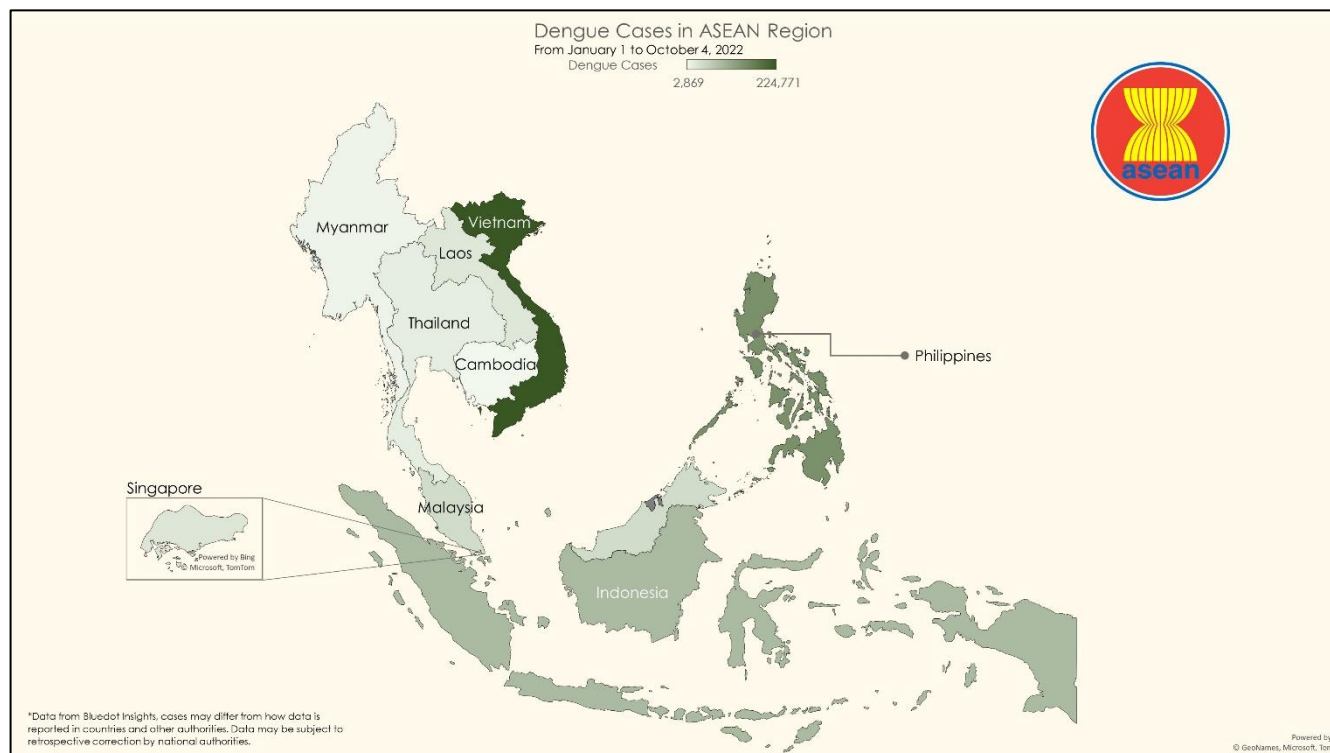 Dengue Cases in ASEAN Region
From January 1 to October 4, 2022
Dengue Cases
2,869 224,771
asean
Myanmar
Vietnam
Laos
Thailand
Cambodia
Philippines
Singapore
Malaysia
Powered by Bing
© Microsoft, TomTom
Indonesia
*Data from Bluedot Insights, cases may differ from how data is
reported in countries and other authorities. Data may be subject to
retrospective correction by national authorities.
Powered by
© GeoNames, Microsoft, Tom